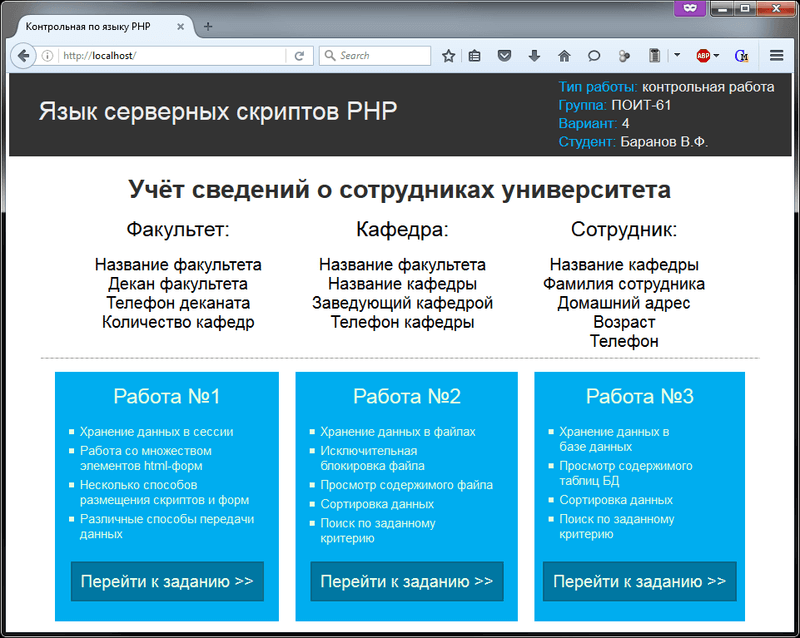 Контрольная по языку PHP
http://localhost/
Search
ABP
Язык серверных скриптов PHP
Тип работы: контрольная работа
Группа: ПОИТ-61
Вариант: 4
Студент: Баранов В.Ф.
Учёт сведений о сотрудниках университета
Факультет:
Название факультета
Декан факультета
Телефон деканата
Количество кафедр
Кафедра:
Название факультета
Название кафедры
Заведующий кафедрой
Телефон кафедры
Сотрудник:
Название кафедры
Фамилия сотрудника
Домашний адрес
Возраст
Телефон
Работа №1
Хранение данных в сессии
Работа со множеством
элементов html-форм
Несколько способов
размещения скриптов и форм
Различные способы передачи
данных
Перейти к заданию >>
Работа №2
Хранение данных в файлах
Исключительная
блокировка файла
Просмотр содержимого файла
Сортировка данных
Поиск по заданному
критерию
Перейти к заданию >>
Работа №3
Хранение данных в
базе данных
Просмотр содержимого
таблиц БД
Сортировка данных
Поиск по заданному
критерию
Перейти к заданию >>